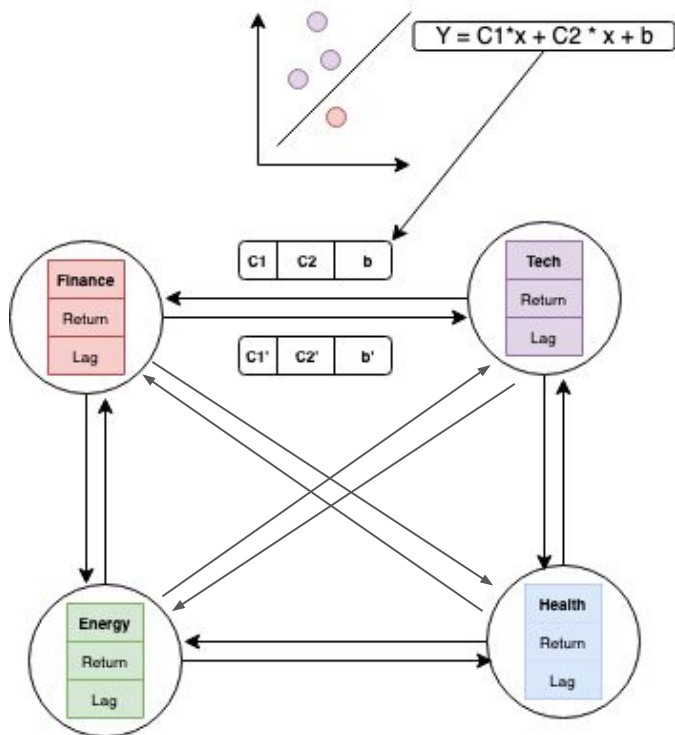 Y = C1*x + C2 * x + b
C1 C2 b
Finance
Return
Lag
Tech
Return
Lag
C1' C2' b'
Energy
Return
Lag
Health
Return
Lag